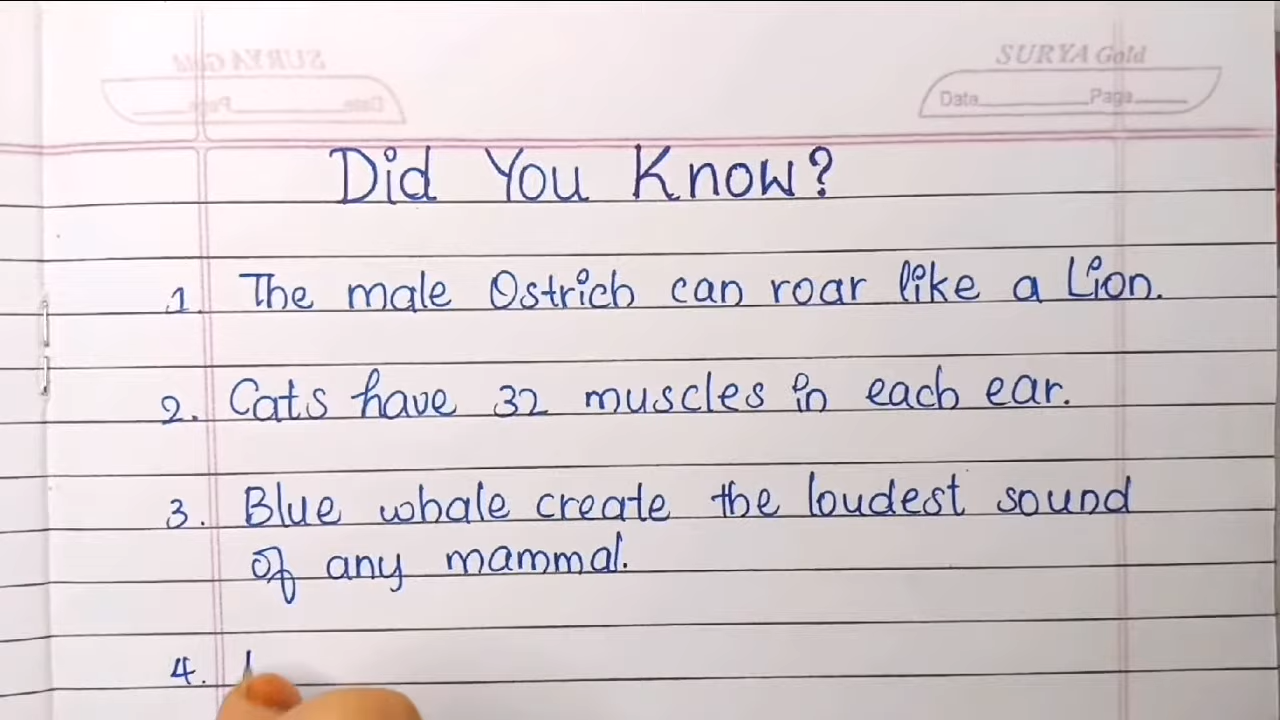 SURYA Gold
Date Page
Did You Know?
1. The male Ostrich can roar like a Lion.
2. Cats have 32 muscles in each ear.
3. Blue whale create the loudest sound
of any mammal.
4.